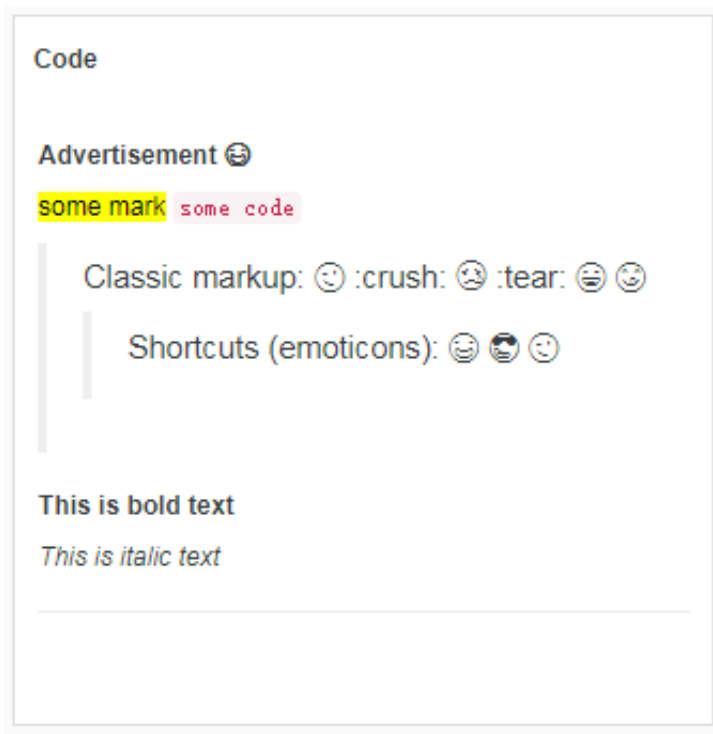 Code
Advertisement 😂
some mark some code
Classic markup: 😉 :crush: 😢 :tear: 😆 😋
Shortcuts (emoticons): 😃 😎 😉
This is bold text
This is italic text